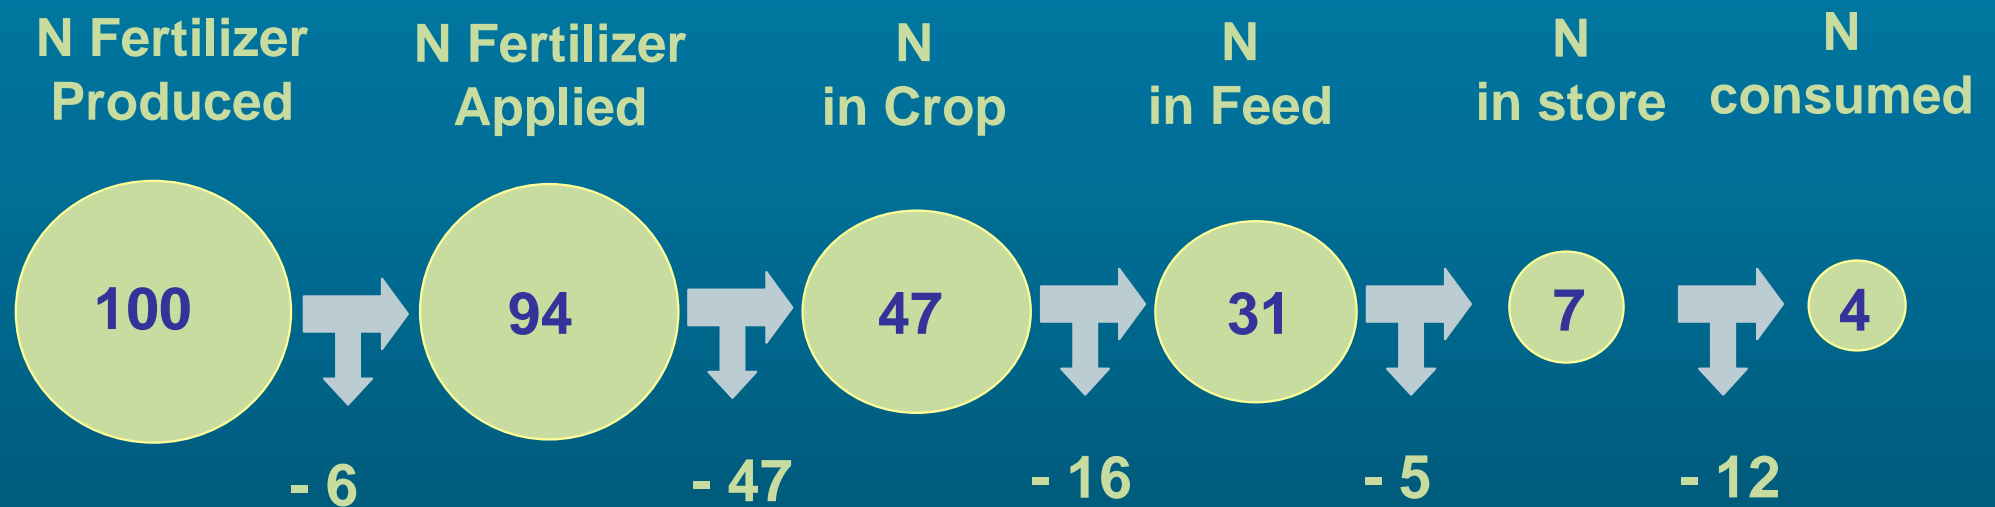 N Fertilizer
Produced
N Fertilizer
Applied
N
in Crop
N
in Feed
N
in store
N
consumed
100
94
47
31
7
4
- 6
- 47
- 16
- 5
- 12